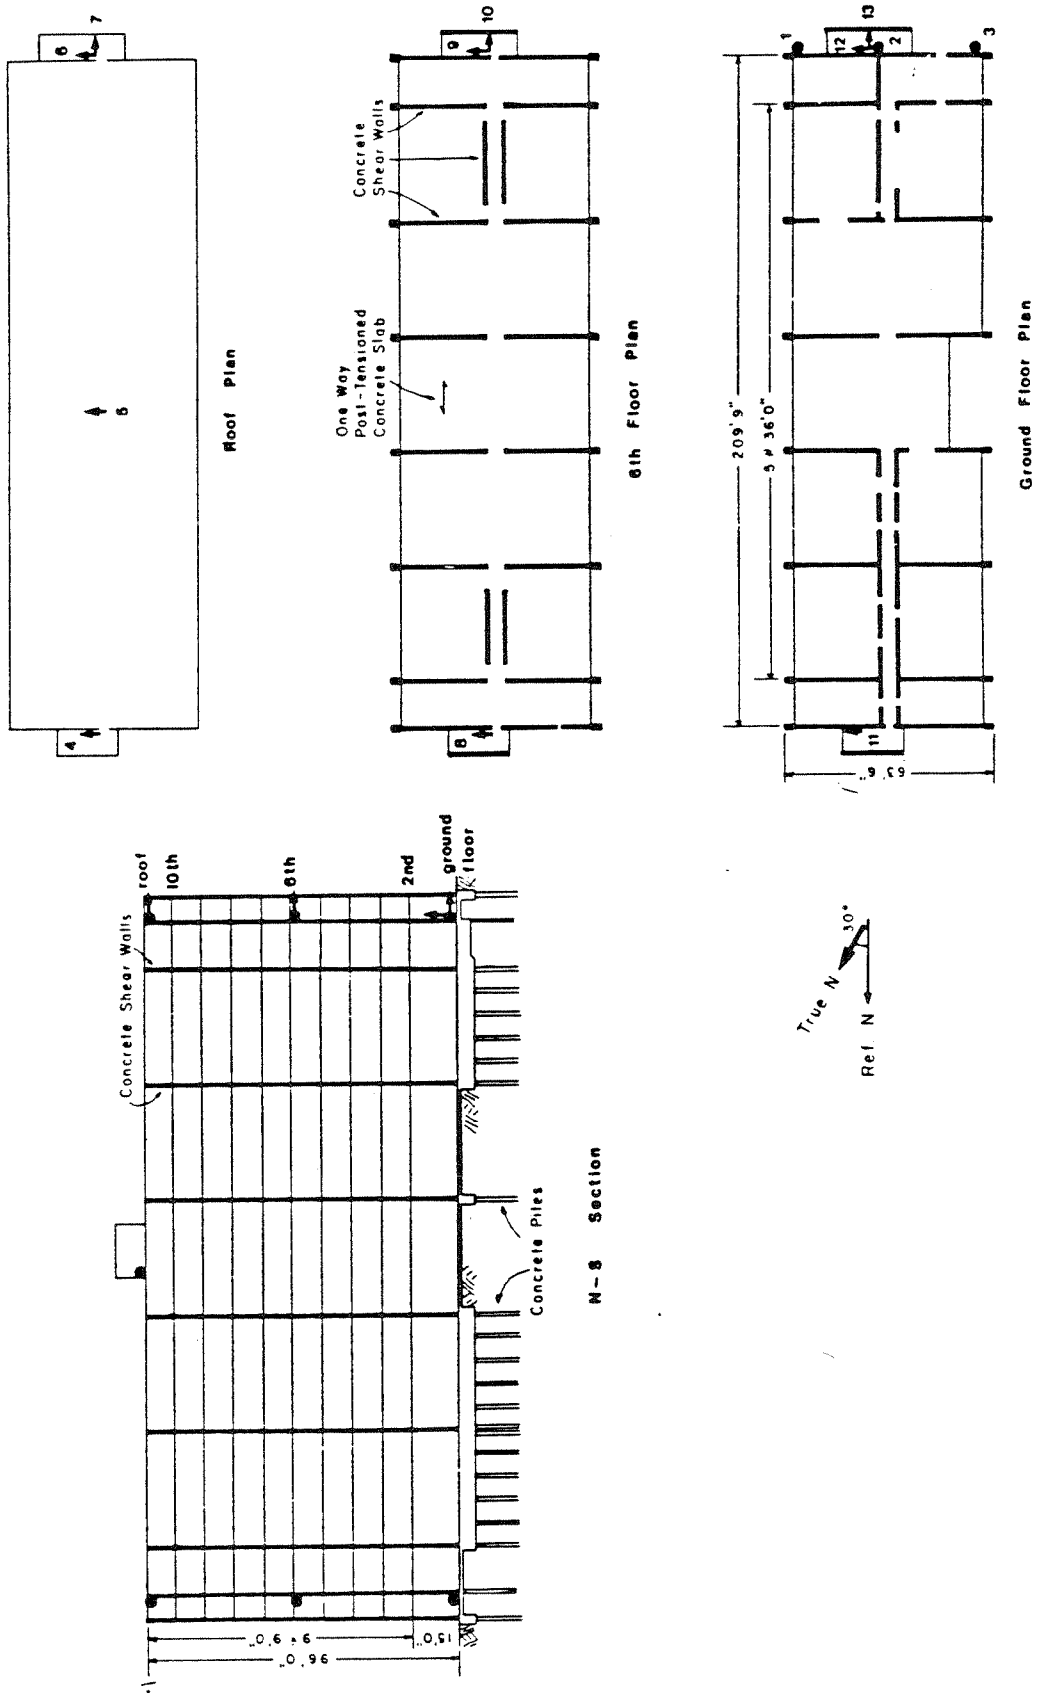 7
6
4
5
Roof Plan
10
9
8
Concrete
Shear Walls
One Way
Post-Tensioned
Concrete Slab
6th Floor Plan
13
1
12
2
3
11
209'9"
5 @ 36'0"
63'6"
Ground Floor Plan
roof
10th
6th
2nd
ground
floor
Concrete Shear Walls
Concrete Piles
96'0"
9 @ 9'0"
15'0"
N-S Section
True N
30°
Ref. N